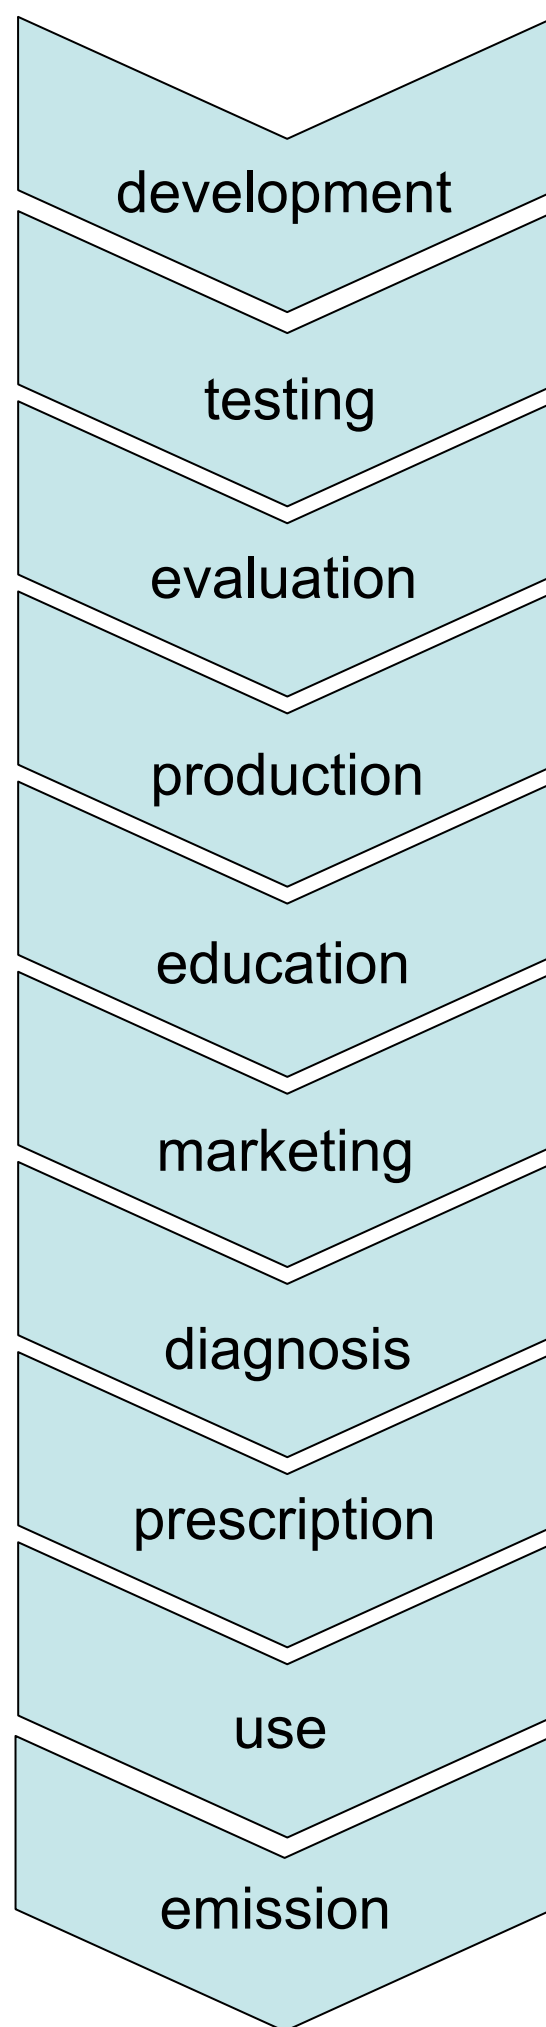 development
testing
evaluation
production
education
marketing
diagnosis
prescription
use
emission